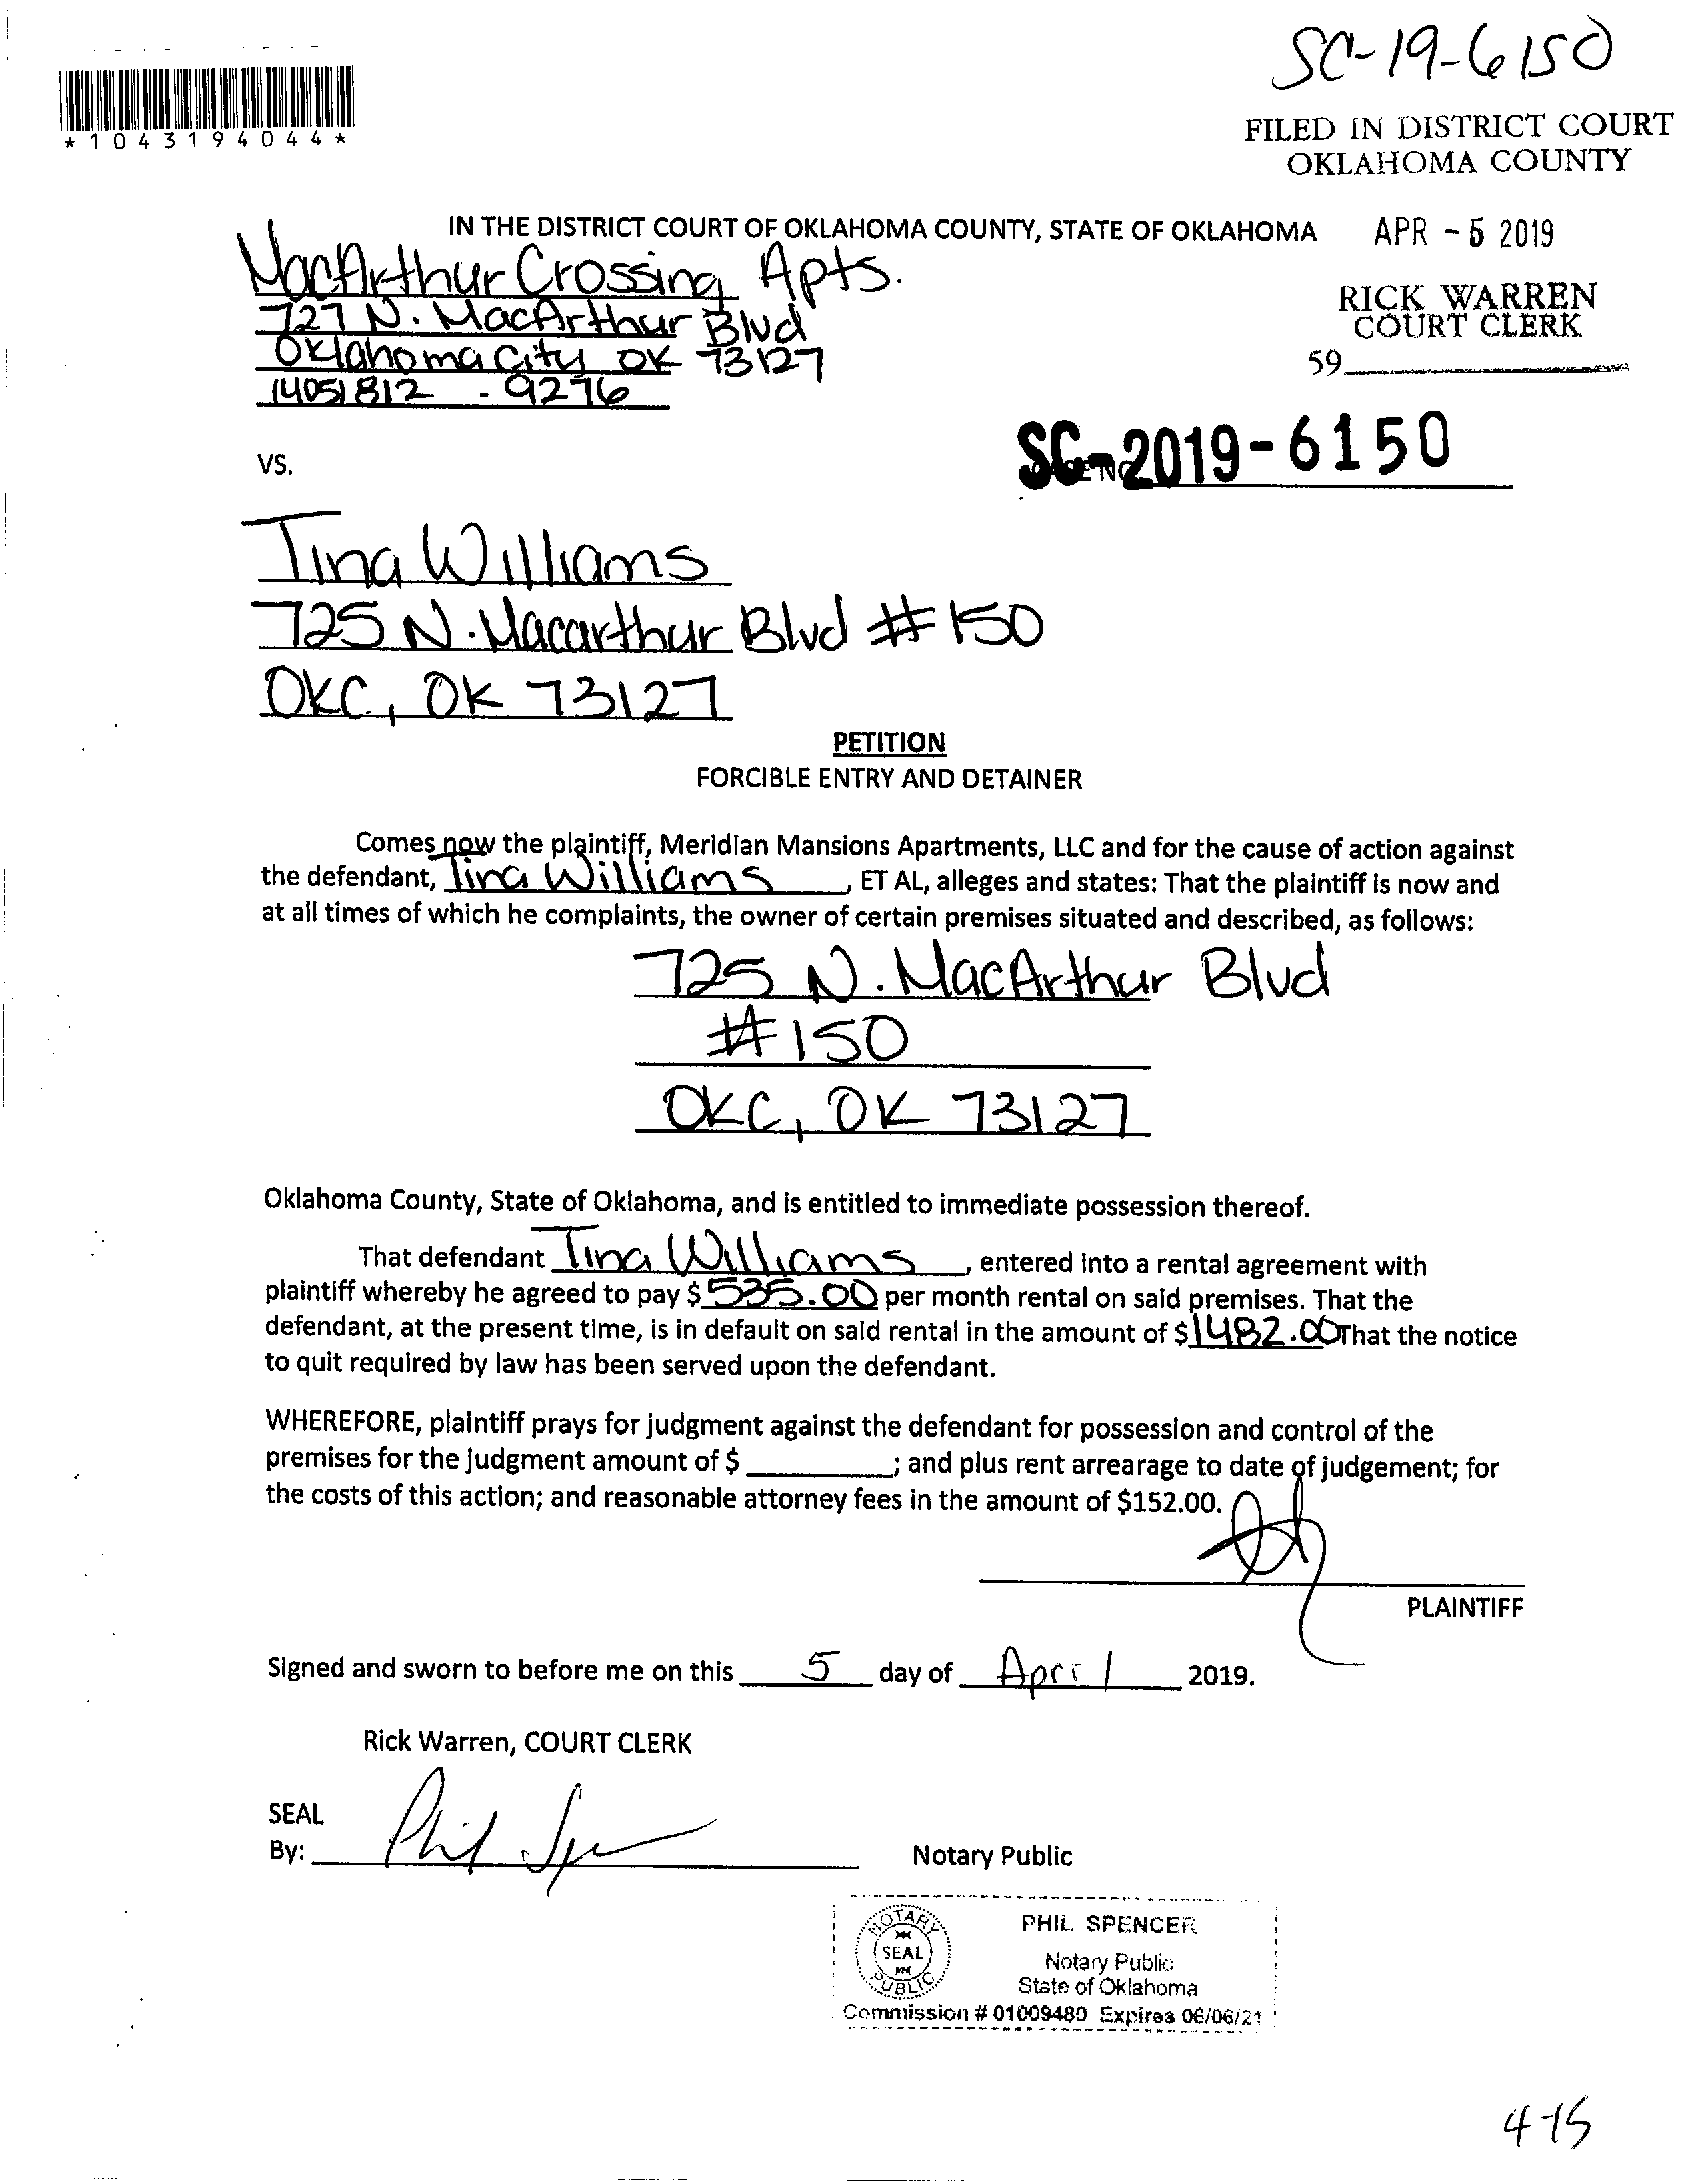 SC-19-6150
*1043194044*
FILED IN DISTRICT COURT
OKLAHOMA COUNTY
IN THE DISTRICT COURT OF OKLAHOMA COUNTY, STATE OF OKLAHOMA
APR - 5 2019
MacArthur Crossing Apts.
727 N. MacArthur Blvd
Oklahoma City OK 73127
(405) 812 - 9276
RICK WARREN
COURT CLERK
59
SC-2019-6150
VS.
Tina Williams
725 N. Macarthur Blvd #150
OKC, OK 73127
PETITION
FORCIBLE ENTRY AND DETAINER
Comes now the plaintiff, Meridian Mansions Apartments, LLC and for the cause of action against
the defendant, Tina Williams, ET AL, alleges and states: That the plaintiff is now and
at all times of which he complaints, the owner of certain premises situated and described, as follows:
725 N. MacArthur Blvd
#150
OKC, OK 73127
Oklahoma County, State of Oklahoma, and is entitled to immediate possession thereof.
That defendant Tina Williams, entered into a rental agreement with
plaintiff whereby he agreed to pay $ 535.00 per month rental on said premises. That the
defendant, at the present time, is in default on said rental in the amount of $1482.00 That the notice
to quit required by law has been served upon the defendant.
WHEREFORE, plaintiff prays for judgment against the defendant for possession and control of the
premises for the judgment amount of $ __________; and plus rent arrearage to date of judgement; for
the costs of this action; and reasonable attorney fees in the amount of $152.00.
PLAINTIFF
Signed and sworn to before me on this 5 day of April 2019.
Rick Warren, COURT CLERK
SEAL
By: Phil Spencer
Notary Public
NOTARY
SEAL
PUBLIC
PHIL SPENCER
Notary Public
State of Oklahoma
Commission # 01009480 Expires 06/06/21
4-15